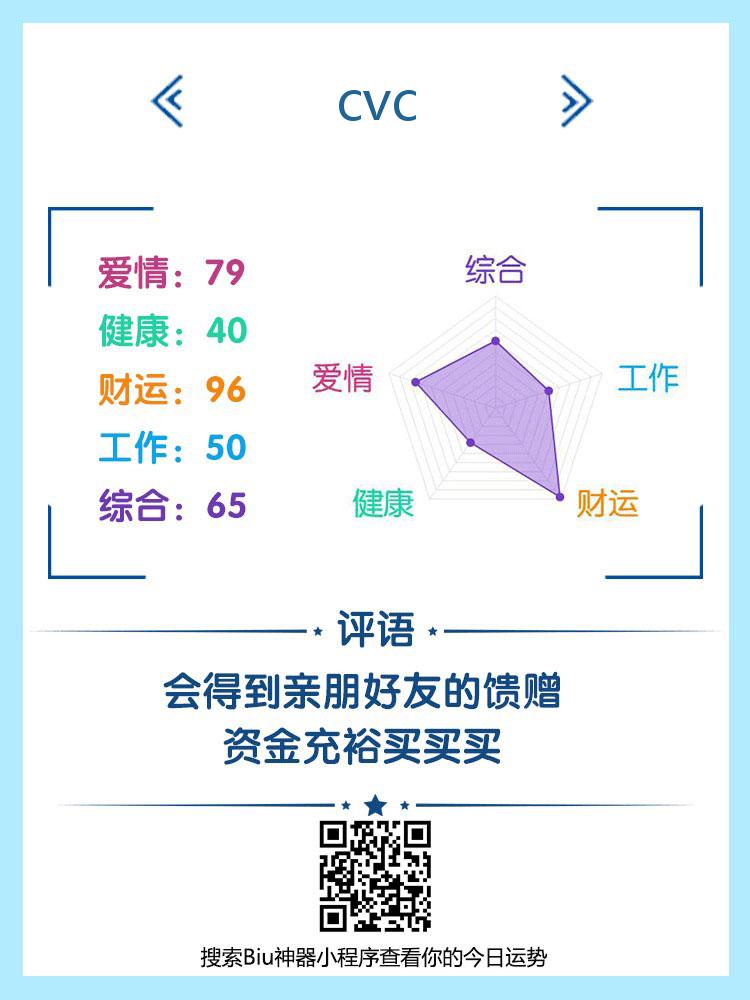 CVC
爱情：79
健康：40
财运：96
工作：50
综合：65
综合
爱情
工作
健康
财运
评语
会得到亲朋好友的馈赠
资金充裕买买买
搜索Biu神器小程序查看你的今日运势